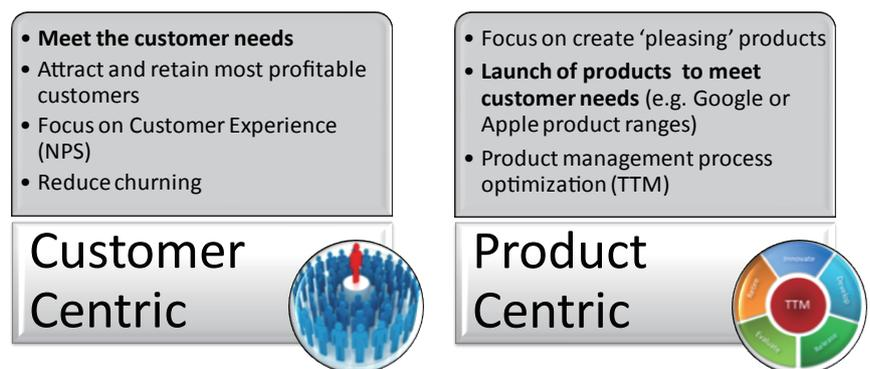 • Meet the customer needs
• Attract and retain most profitable
customers
• Focus on Customer Experience
(NPS)
• Reduce churning
Customer
Centric
• Focus on create ‘pleasing’ products
• Launch of products to meet
customer needs (e.g. Google or
Apple product ranges)
• Product management process
optimization (TTM)
Product
Centric
Innovate
Develop
Release
Evaluate
Retire
TTM